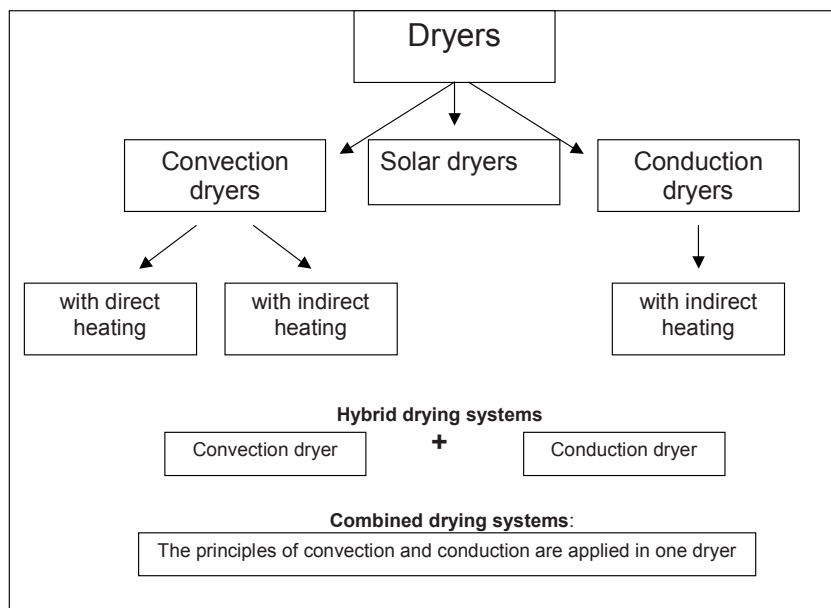 Dryers
Convection
dryers
Solar dryers
Conduction
dryers
with direct
heating
with indirect
heating
with indirect
heating
Hybrid drying systems
Convection dryer
+
Conduction dryer
Combined drying systems:
The principles of convection and conduction are applied in one dryer